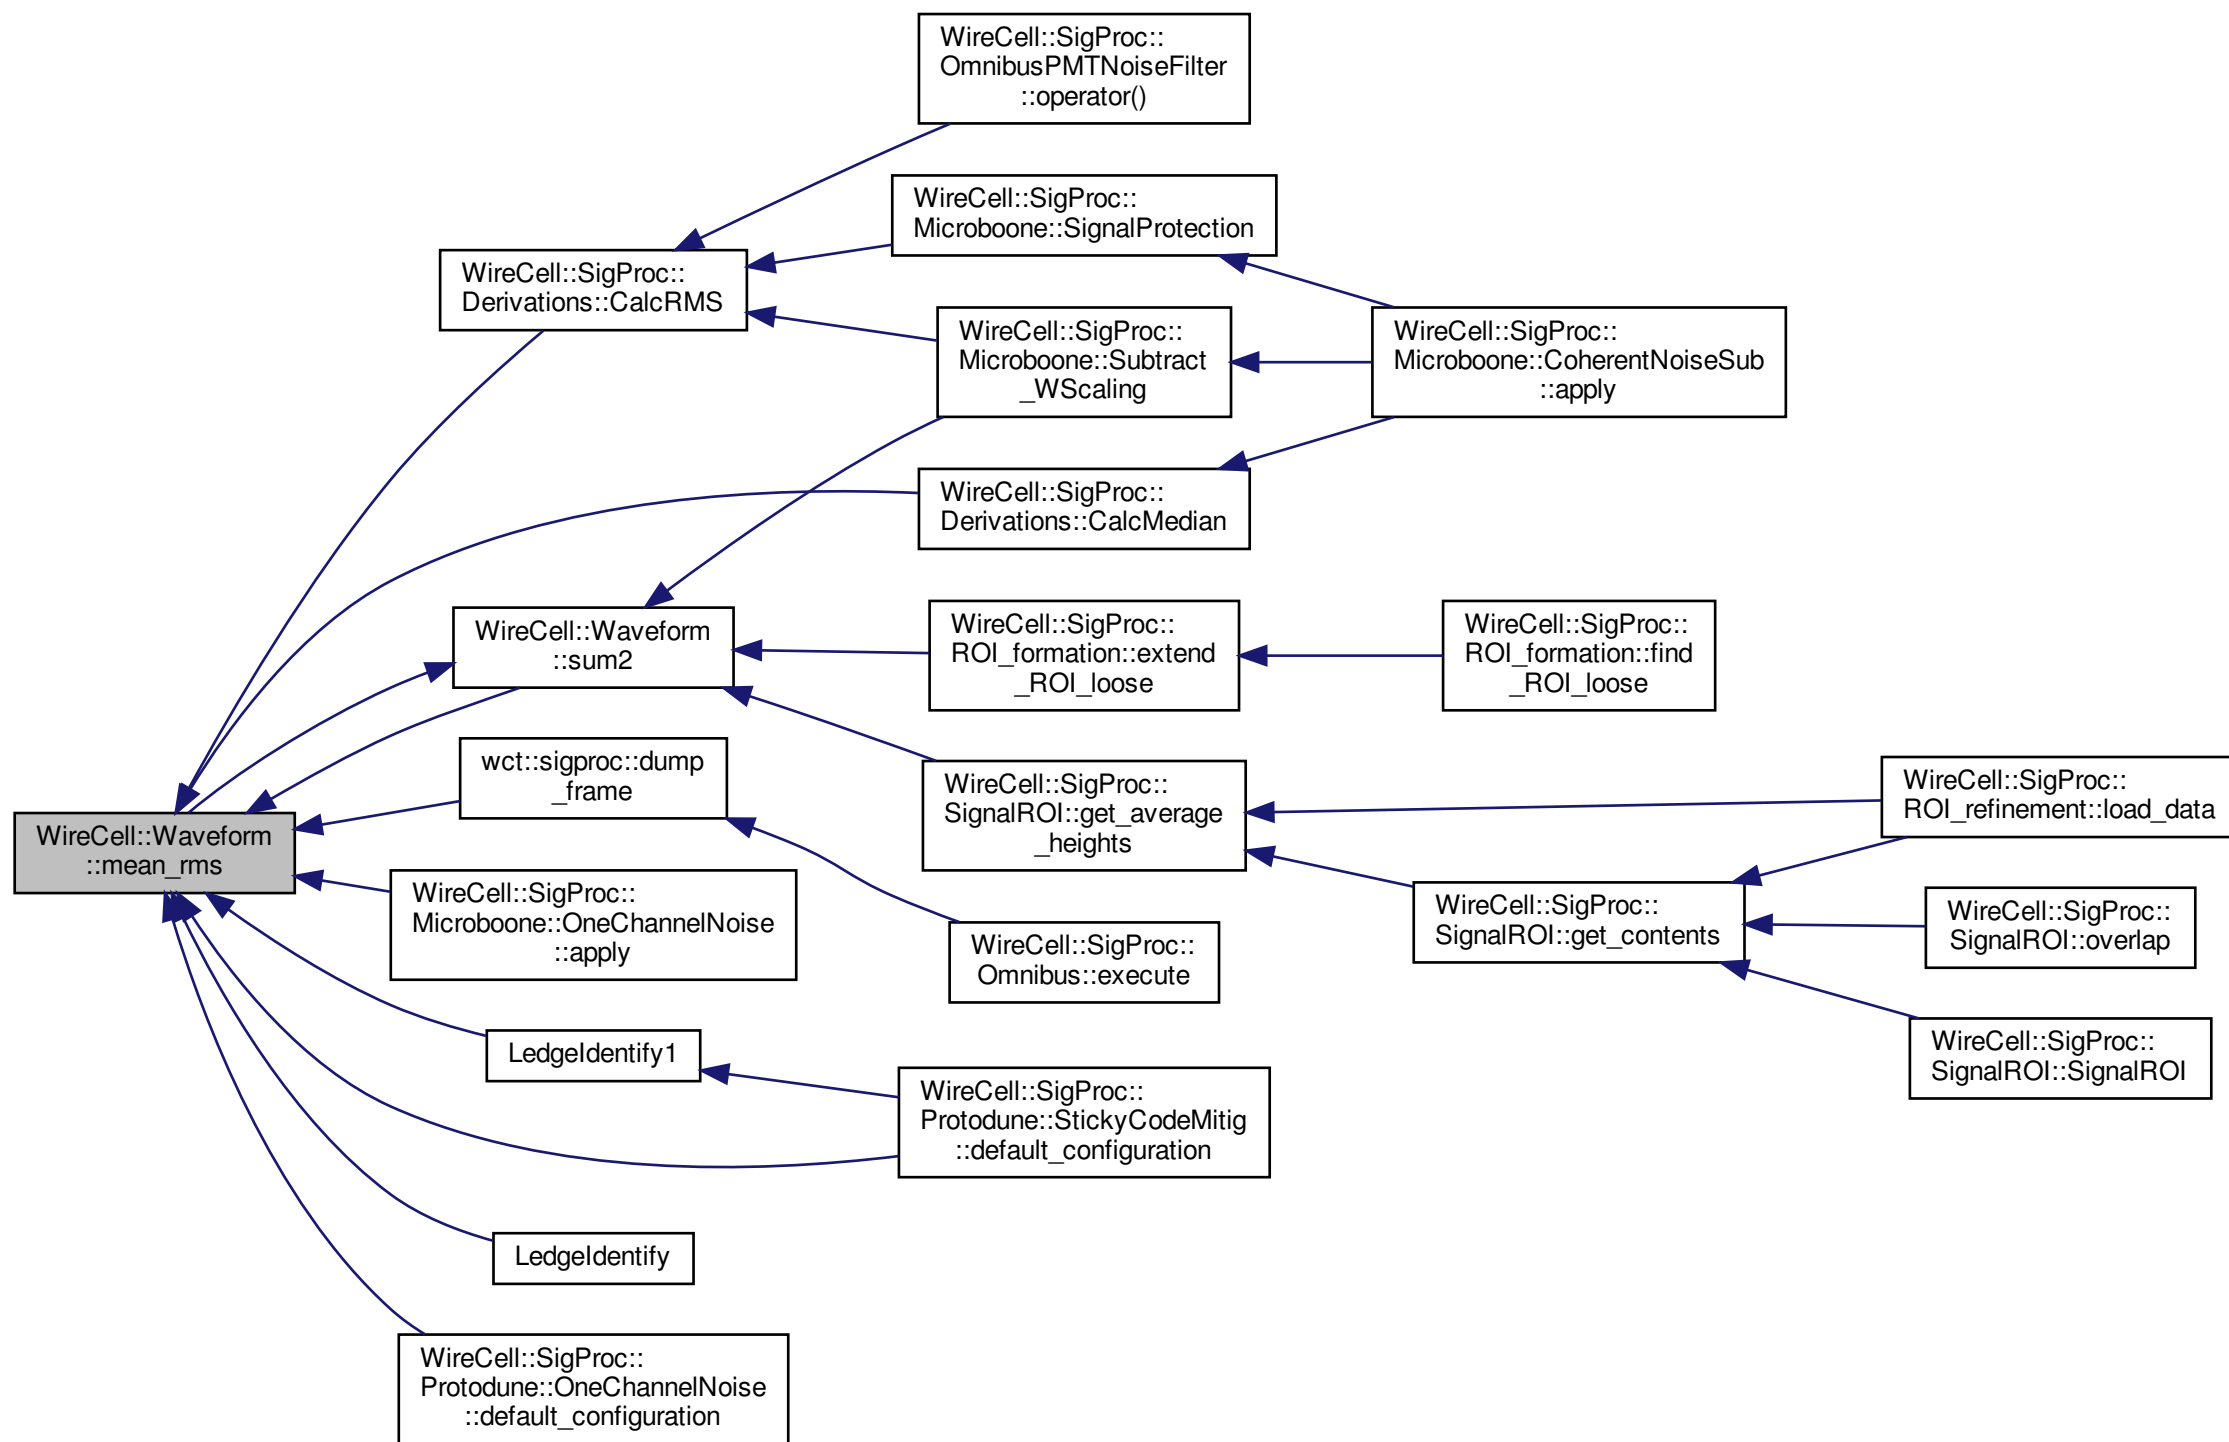 WireCell::SigProc::
OmnibusPMTNoiseFilter
::operator()
WireCell::SigProc::
Microboone::SignalProtection
WireCell::SigProc::
Derivations::CalcRMS
WireCell::SigProc::
Microboone::Subtract
_WScaling
WireCell::SigProc::
Microboone::CoherentNoiseSub
::apply
WireCell::SigProc::
Derivations::CalcMedian
WireCell::Waveform
::sum2
WireCell::SigProc::
ROI_formation::extend
_ROI_loose
WireCell::SigProc::
ROI_formation::find
_ROI_loose
wct::sigproc::dump
_frame
WireCell::SigProc::
SignalROI::get_average
_heights
WireCell::SigProc::
ROI_refinement::load_data
WireCell::Waveform
::mean_rms
WireCell::SigProc::
Microboone::OneChannelNoise
::apply
WireCell::SigProc::
SignalROI::get_contents
WireCell::SigProc::
SignalROI::overlap
WireCell::SigProc::
Omnibus::execute
LedgeIdentify1
WireCell::SigProc::
SignalROI::SignalROI
WireCell::SigProc::
Protodune::StickyCodeMitig
::default_configuration
LedgeIdentify
WireCell::SigProc::
Protodune::OneChannelNoise
::default_configuration